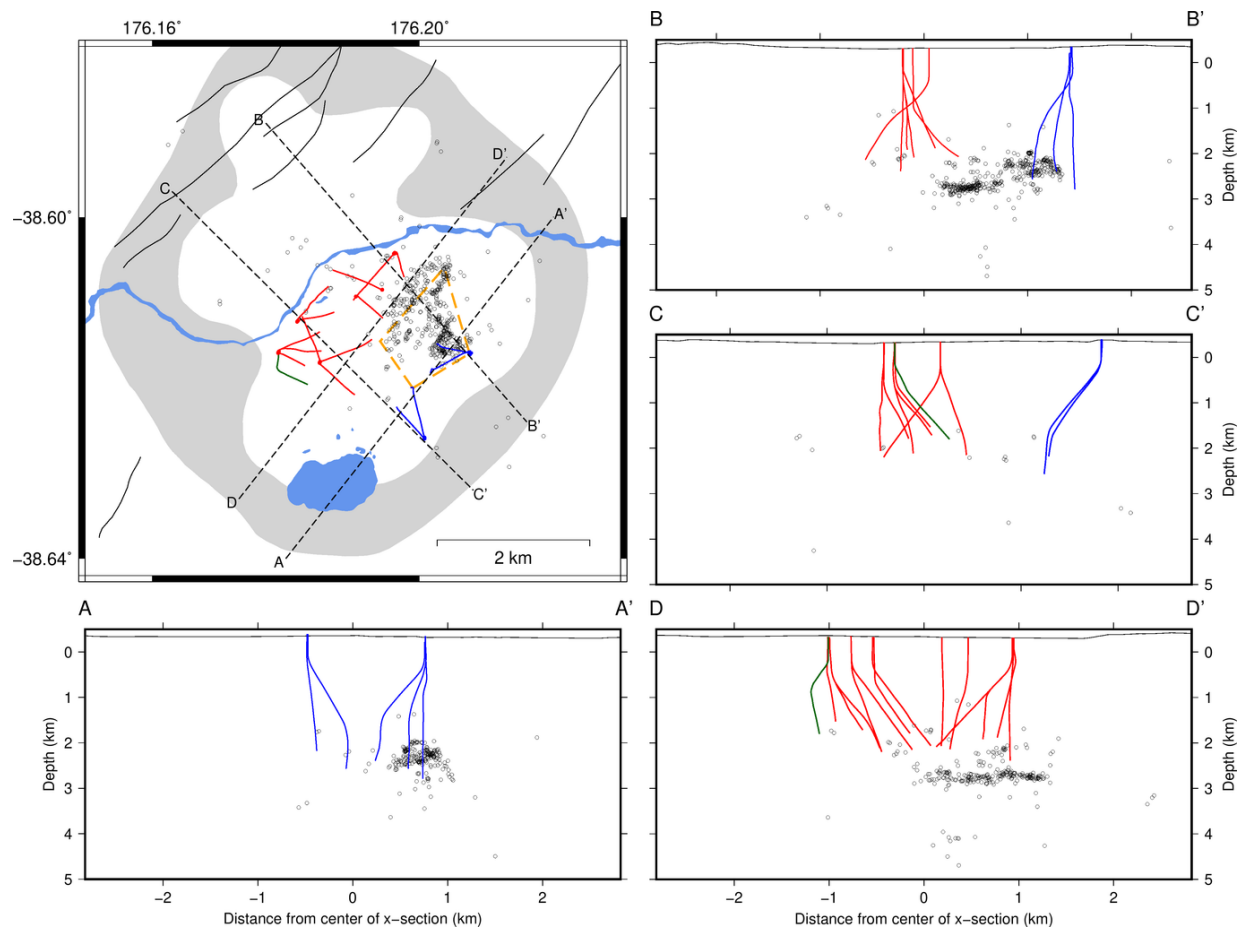 176.16˚ 176.20˚
−38.60˚
−38.64˚
B
C
D'
A'
B'
C'
D
A
2 km
B B'
0
1
2
3
4
5
Depth (km)
C C'
0
1
2
3
4
5
Depth (km)
A A'
0
1
2
3
4
5
Depth (km)
−2 −1 0 1 2
Distance from center of x−section (km)
D D'
0
1
2
3
4
5
Depth (km)
−2 −1 0 1 2
Distance from center of x−section (km)